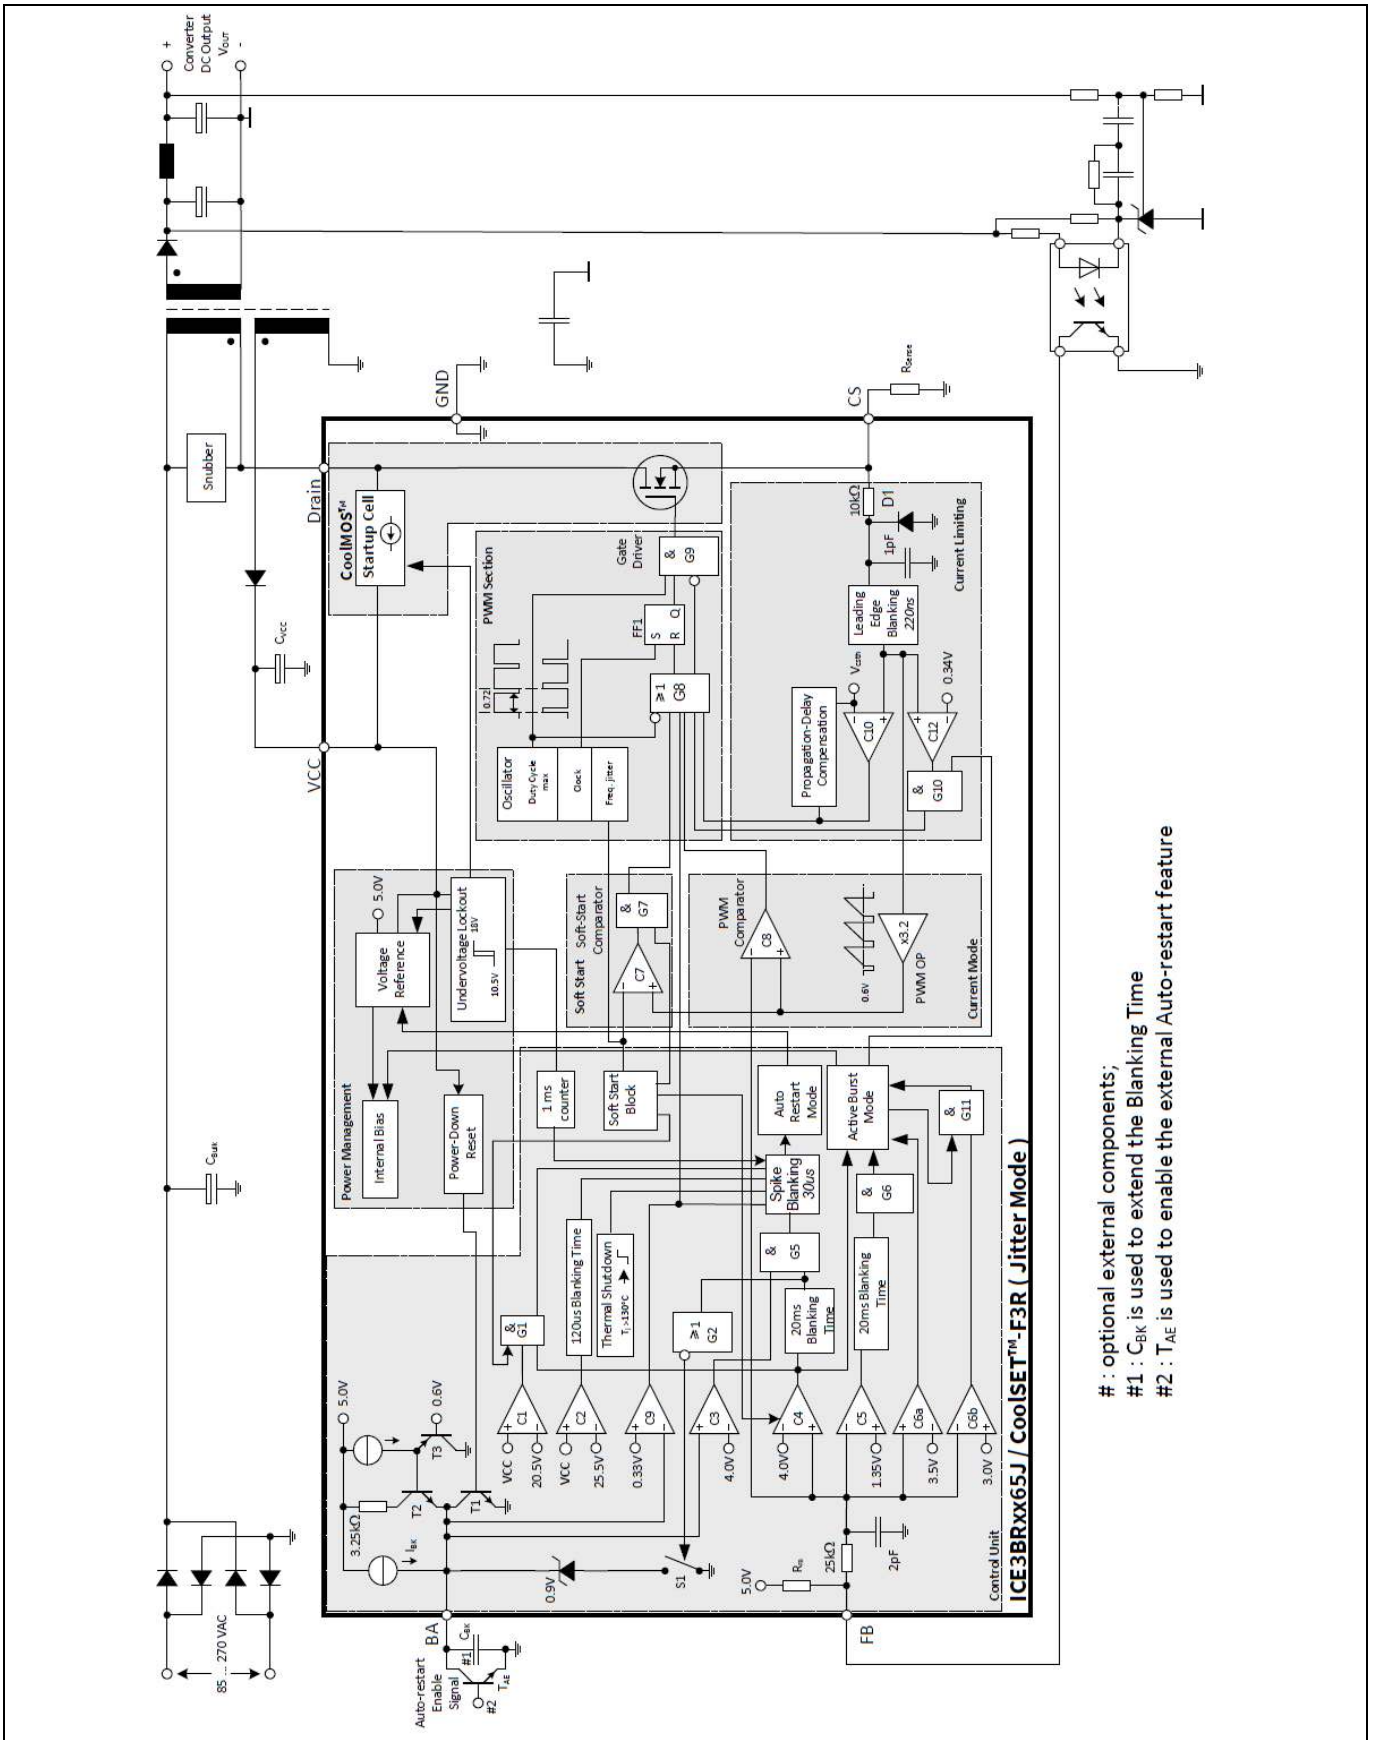 +
Converter
DC Output
VOUT
-
Snubber
Drain
GND
CS
RSense
VCC
CVCC
CBulk
85 ... 270 VAC
CoolMOS™
Startup Cell
PWM Section
Gate
Driver
&
G9
FF1
S
R Q
≥1
G8
0.72
Oscillator
Duty Cycle
max
Clock
Freq. jitter
10kΩ
D1
1pF
Leading
Edge
Blanking
220ns
Current Limiting
Vcsth
0.34V
Propagation-Delay
Compensation
C10
C12
&
G10
Power Management
5.0V
Voltage
Reference
Undervoltage Lockout
18V
10.5V
Internal Bias
Power-Down
Reset
Soft Start
Soft-Start
Comparator
&
G7
C7
PWM
Comparator
C8
0.6V
x3.2
PWM OP
Current Mode
1 ms
counter
Soft Start
Block
Auto
Restart
Mode
Active Burst
Mode
&
G11
Spike
Blanking
30us
&
G6
&
G5
&
G1
120us Blanking Time
Thermal Shutdown
Tj >130°C
≥1
G2
20ms
Blanking
Time
20ms Blanking
Time
5.0V
0.6V
T3
T2
T1
3.25kΩ
IBK
VCC
20.5V
C1
VCC
25.5V
C2
0.33V
C9
4.0V
C3
4.0V
C4
1.35V
C5
3.5V
C6a
3.0V
C6b
0.9V
S1
5.0V
25kΩ
2pF
Control Unit
ICE3BRxx65J / CoolSET™-F3R ( Jitter Mode )
BA
FB
#1
CBK
Auto-restart
Enable
Signal
#2
TAE
# : optional external components;
#1 : CBK is used to extend the Blanking Time
#2 : TAE is used to enable the external Auto-restart feature